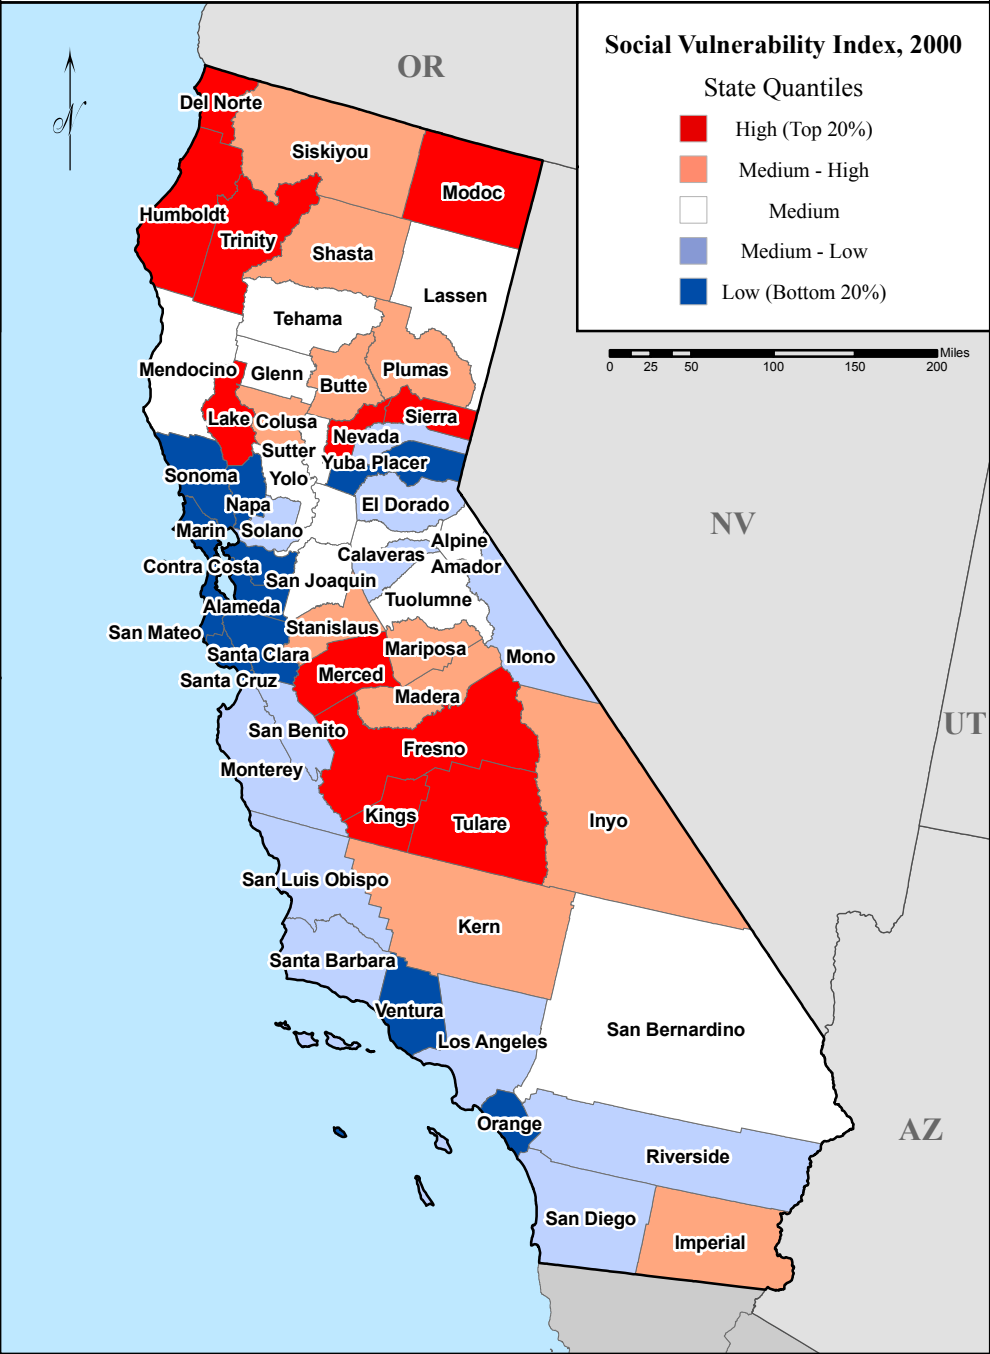 Social Vulnerability Index, 2000
State Quantiles
High (Top 20%)
Medium - High
Medium
Medium - Low
Low (Bottom 20%)
Miles
0 25 50 100 150 200
OR
NV
UT
AZ
N
Del Norte
Siskiyou
Modoc
Humboldt
Trinity
Shasta
Lassen
Tehama
Mendocino
Glenn
Butte
Plumas
Lake
Colusa
Sierra
Nevada
Sutter
Yuba
Placer
Sonoma
Yolo
Napa
El Dorado
Marin
Solano
Alpine
Calaveras
Amador
Contra Costa
San Joaquin
Tuolumne
Alameda
Stanislaus
San Mateo
Mariposa
Santa Clara
Mono
Merced
Santa Cruz
Madera
San Benito
Fresno
Monterey
Kings
Tulare
Inyo
San Luis Obispo
Kern
Santa Barbara
Ventura
Los Angeles
San Bernardino
Orange
Riverside
San Diego
Imperial